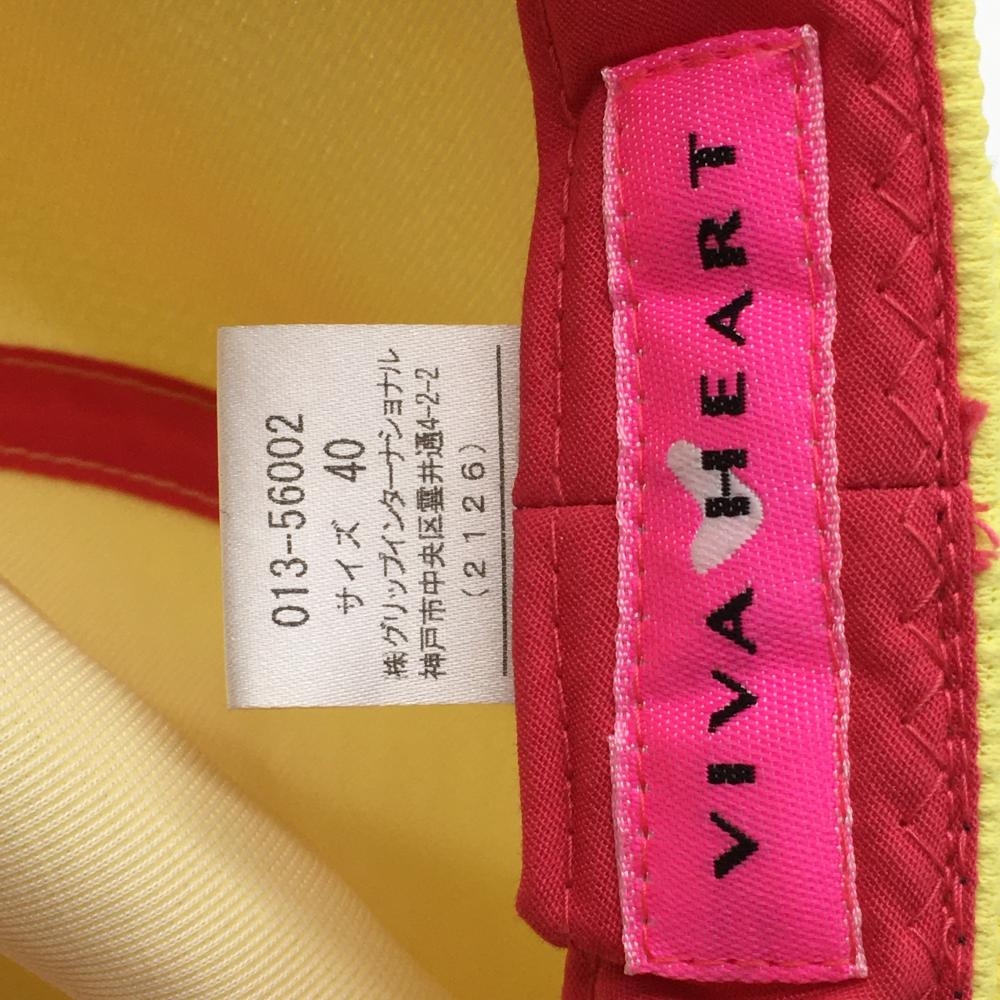 VIVA HEART
013-56002
サイズ 40
㈱グリップインターナショナル
神戸市中央区雲井通4-2-2
(2126)